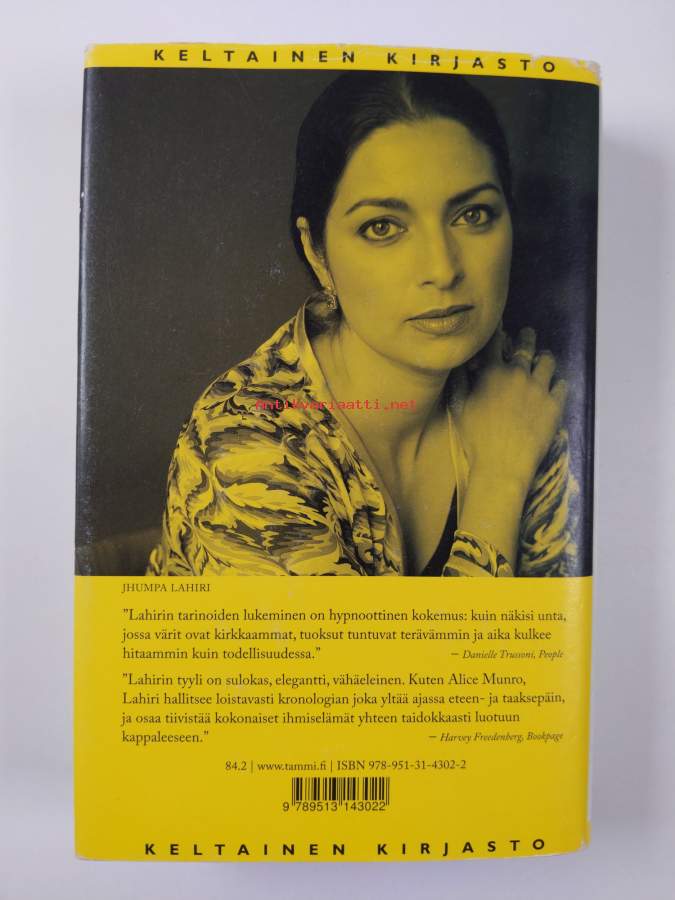 KELTAINEN KIRJASTO
antikvariaatti.net
JHUMPA LAHIRI
"Lahirin tarinoiden lukeminen on hypnoottinen kokemus: kuin näkisi unta,
jossa värit ovat kirkkaammat, tuoksut tuntuvat terävämmin ja aika kulkee
hitaammin kuin todellisuudessa." – Danielle Trussoni, People
"Lahirin tyyli on sulokas, elegantti, vähäeleinen. Kuten Alice Munro,
Lahiri hallitsee loistavasti kronologian joka yltää ajassa eteen- ja taaksepäin,
ja osaa tiivistää kokonaiset ihmiselämät yhteen taidokkaasti luotuun
kappaleeseen." – Harvey Freedenberg, Bookpage
84.2 | www.tammi.fi | ISBN 978-951-31-4302-2
9 789513 143022
KELTAINEN KIRJASTO